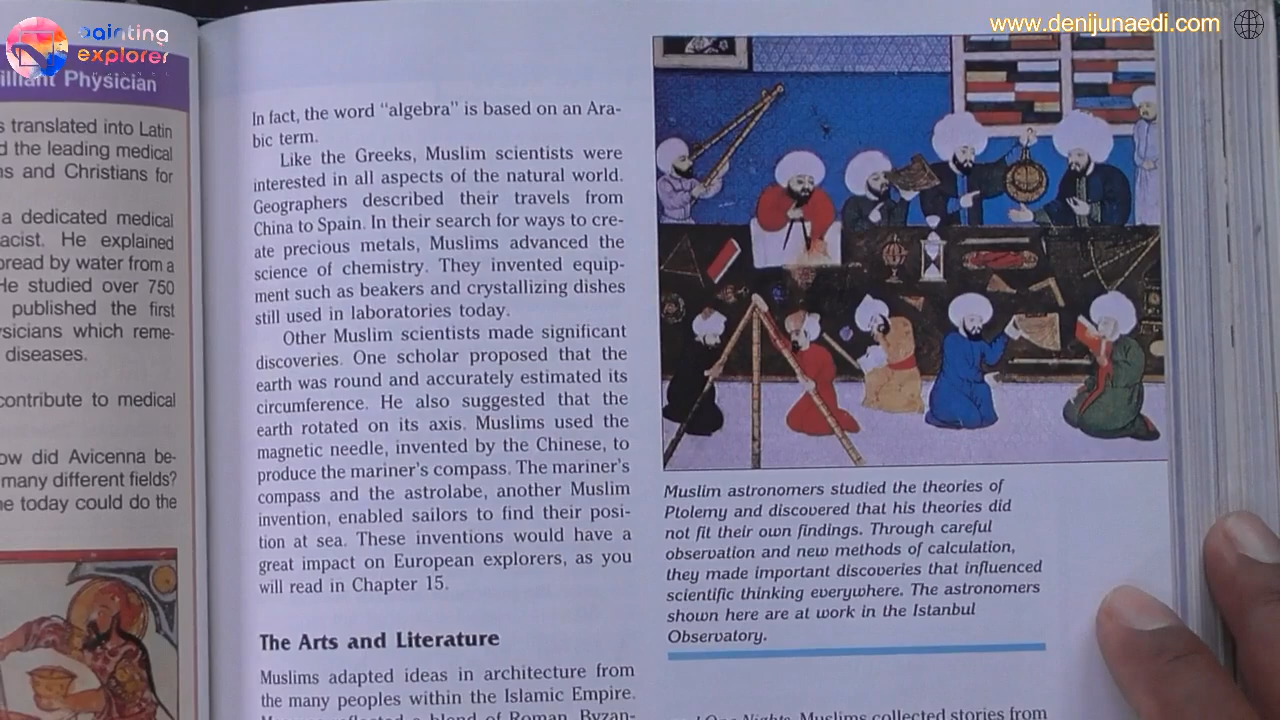 painting
explorer
www.denijunaedi.com
Physician
translated into Latin
the leading medical
and Christians for
a dedicated medical
He explained
by water from a
He studied over 750
published the first
which reme-
diseases.
contribute to medical
did Avicenna be-
many different fields?
today could do the
In fact, the word “algebra” is based on an Ara-
bic term.
Like the Greeks, Muslim scientists were
interested in all aspects of the natural world.
Geographers described their travels from
China to Spain. In their search for ways to cre-
ate precious metals, Muslims advanced the
science of chemistry. They invented equip-
ment such as beakers and crystallizing dishes
still used in laboratories today.
Other Muslim scientists made significant
discoveries. One scholar proposed that the
earth was round and accurately estimated its
circumference. He also suggested that the
earth rotated on its axis. Muslims used the
magnetic needle, invented by the Chinese, to
produce the mariner’s compass. The mariner’s
compass and the astrolabe, another Muslim
invention, enabled sailors to find their posi-
tion at sea. These inventions would have a
great impact on European explorers, as you
will read in Chapter 15.
The Arts and Literature
Muslims adapted ideas in architecture from
the many peoples within the Islamic Empire.
a blend of Roman, Byzan-
Muslim astronomers studied the theories of
Ptolemy and discovered that his theories did
not fit their own findings. Through careful
observation and new methods of calculation,
they made important discoveries that influenced
scientific thinking everywhere. The astronomers
shown here are at work in the Istanbul
Observatory.
One Nights. Muslims collected stories from